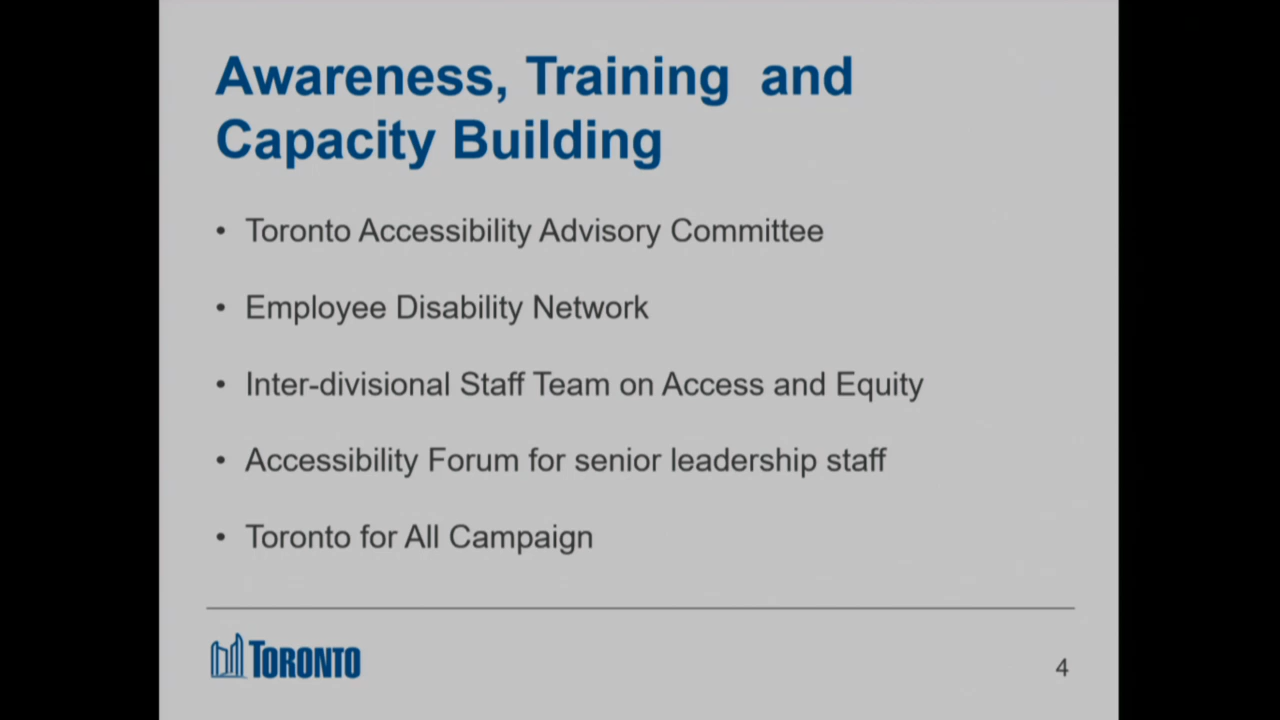 Awareness, Training and
Capacity Building
• Toronto Accessibility Advisory Committee
• Employee Disability Network
• Inter-divisional Staff Team on Access and Equity
• Accessibility Forum for senior leadership staff
• Toronto for All Campaign
TORONTO
4